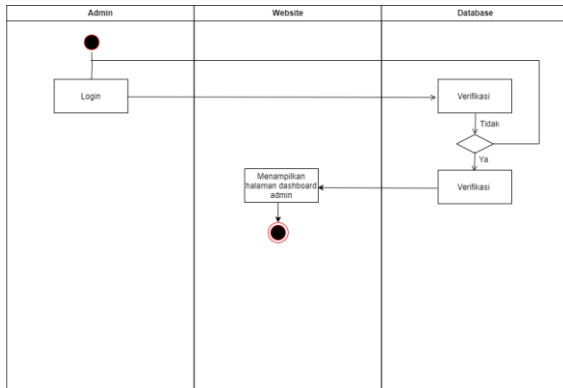 Admin
Website
Database
Login
Verifikasi
Tidak
Ya
Menampilkan
halaman dashboard
admin
Verifikasi